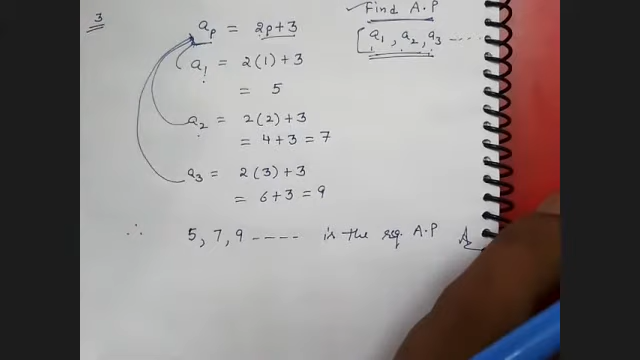 3
✓ Find A.P
a_p = 2p+3
[a_1, a_2, a_3 -----
a_1 = 2(1)+3
= 5
a_2 = 2(2)+3
= 4+3 = 7
a_3 = 2(3)+3
= 6+3 = 9
∴ 5, 7, 9 ----- is the req. A.P